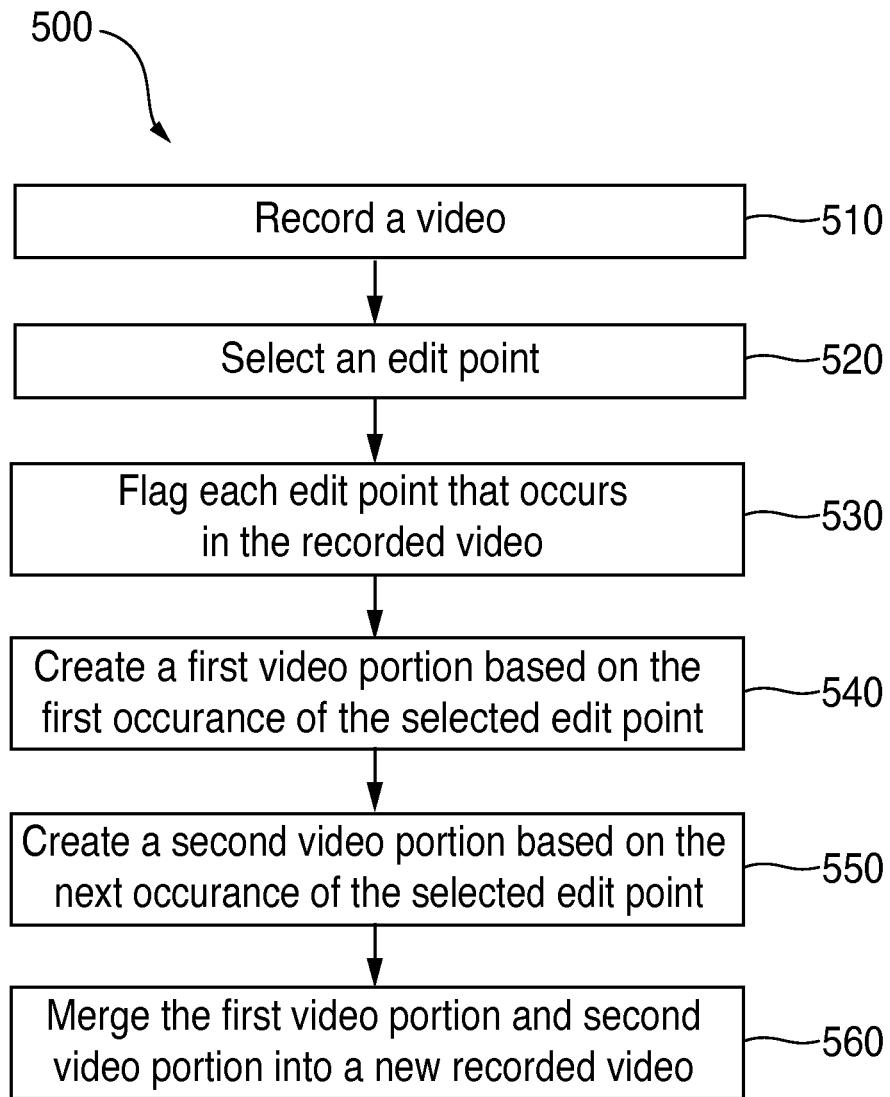 500
Record a video
510
Select an edit point
520
Flag each edit point that occurs
in the recorded video
530
Create a first video portion based on the
first occurance of the selected edit point
540
Create a second video portion based on the
next occurance of the selected edit point
550
Merge the first video portion and second
video portion into a new recorded video
560